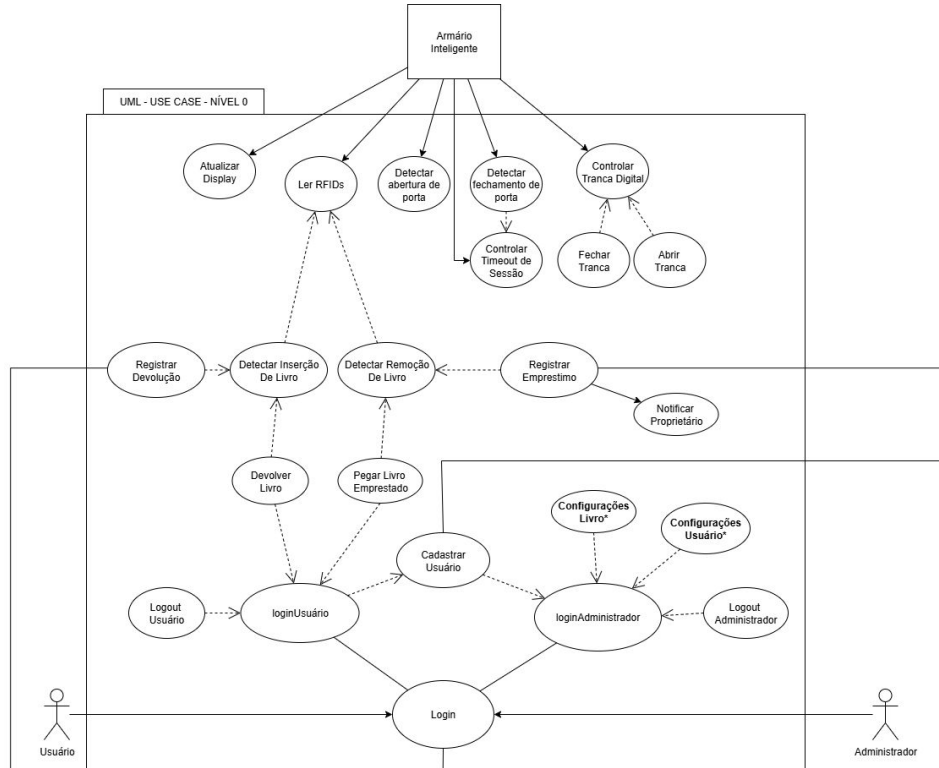 Armário
Inteligente
UML - USE CASE - NÍVEL 0
Atualizar
Display
Ler RFIDs
Detectar
abertura de
porta
Detectar
fechamento de
porta
Controlar
Tranca Digital
Controlar
Timeout de
Sessão
Fechar
Tranca
Abrir
Tranca
Registrar
Devolução
Detectar Inserção
De Livro
Detectar Remoção
De Livro
Registrar
Emprestimo
Notificar
Proprietário
Devolver
Livro
Pegar Livro
Emprestado
Configurações
Livro*
Configurações
Usuário*
Cadastrar
Usuário
Logout
Usuário
loginUsuário
loginAdministrador
Logout
Administrador
Login
Usuário
Administrador